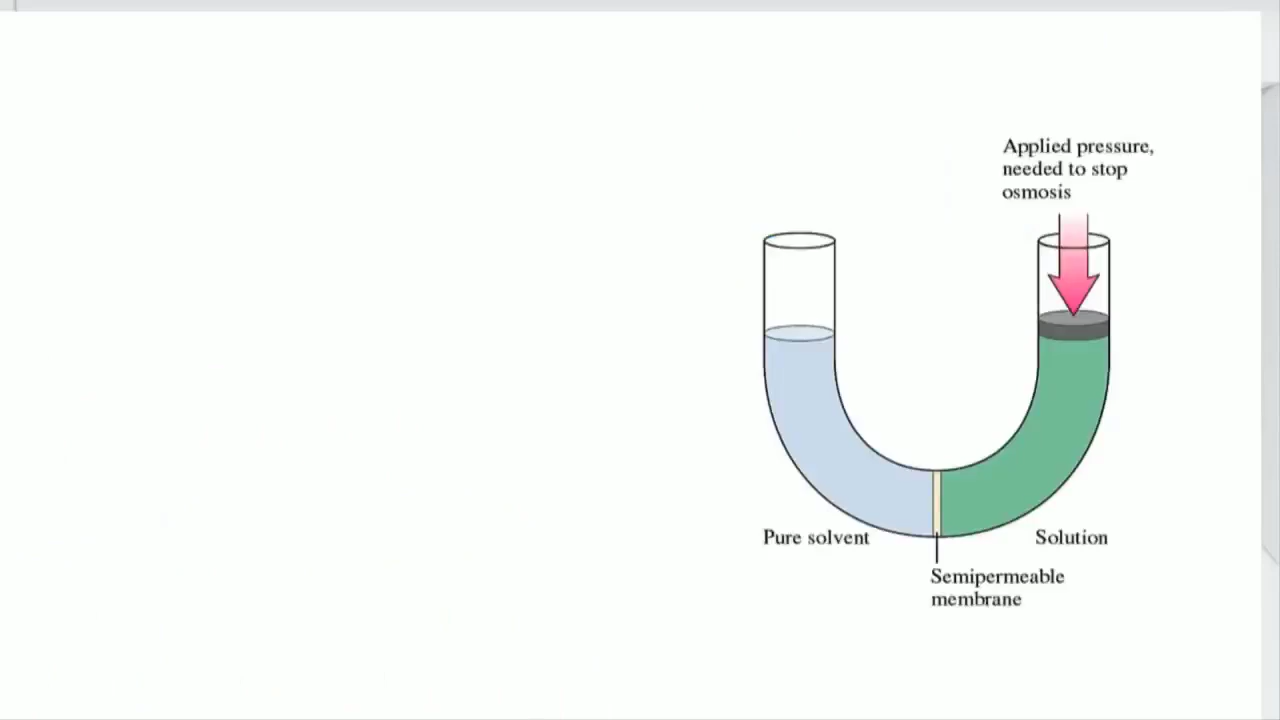 Applied pressure,
needed to stop
osmosis
Pure solvent
Solution
Semipermeable
membrane